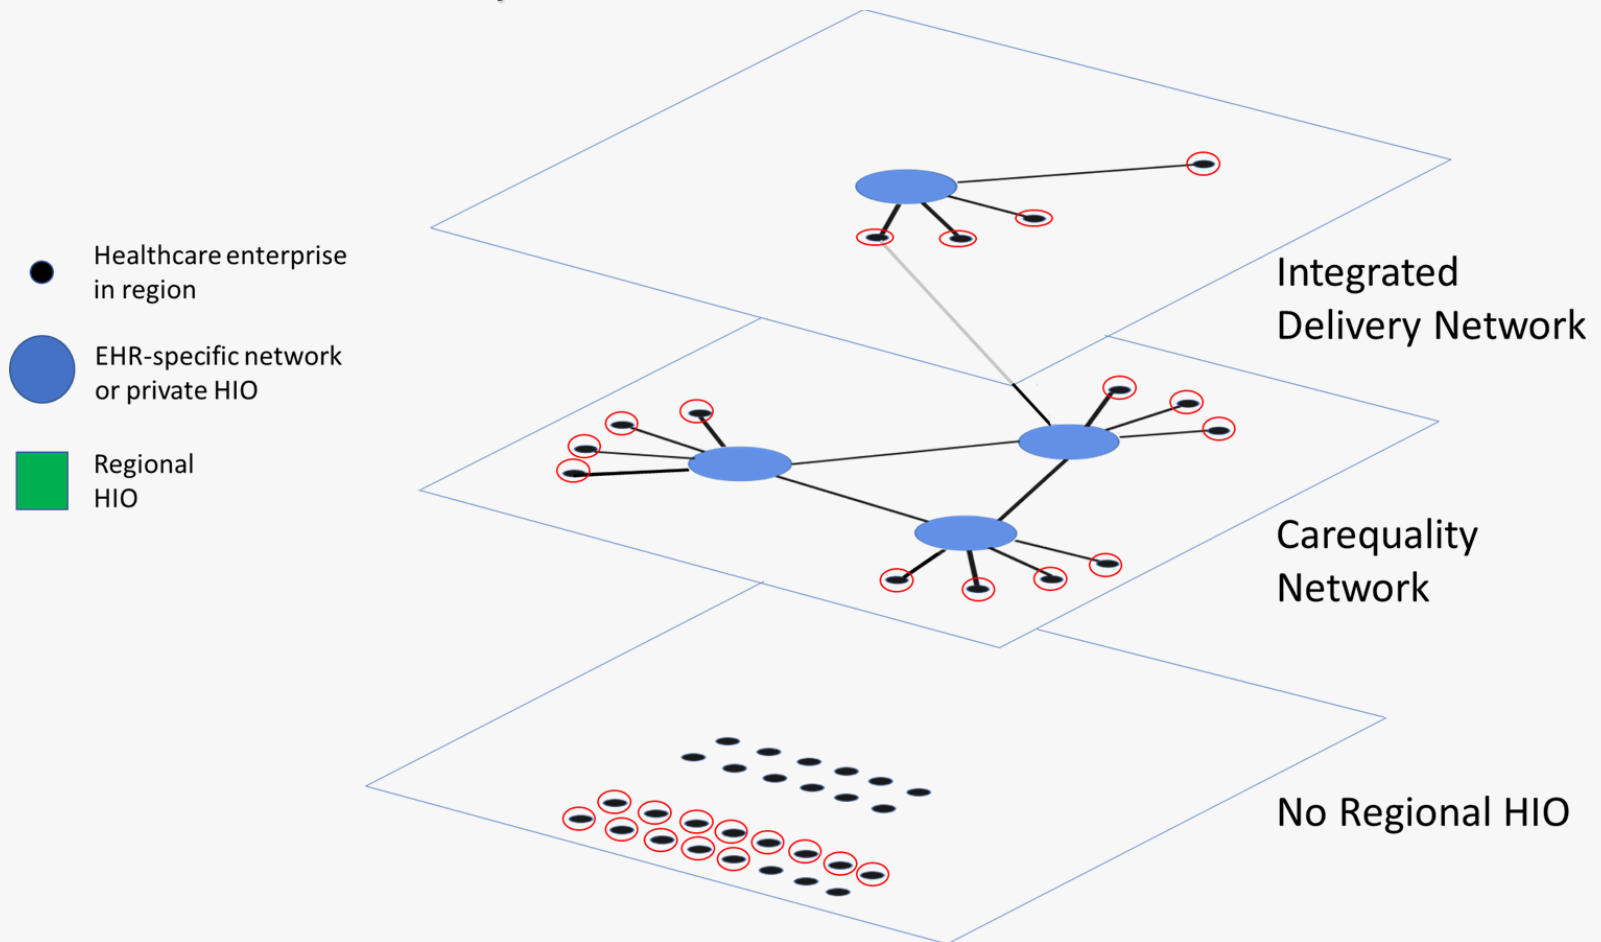 Healthcare enterprise
in region
EHR-specific network
or private HIO
Regional
HIO
Integrated
Delivery Network
Carequality
Network
No Regional HIO